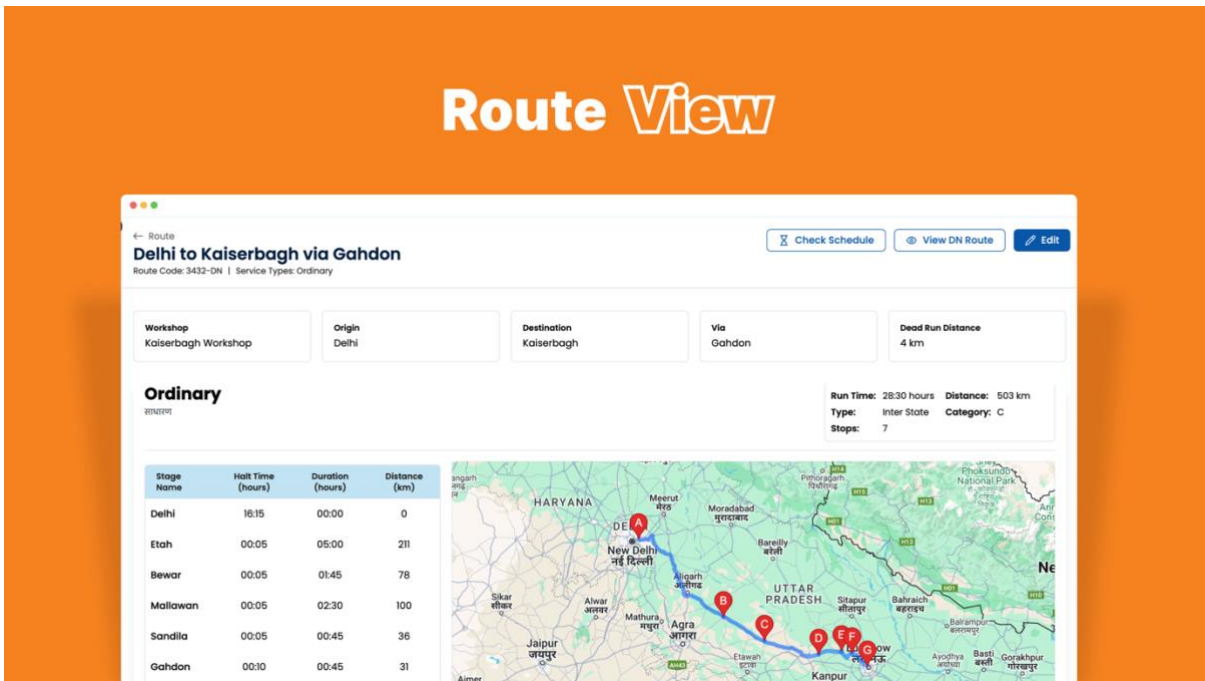 Route View
← Route
Delhi to Kaiserbagh via Gahdon
Route Code: 3432-DN | Service Types: Ordinary
Check Schedule
View DN Route
Edit
Workshop
Kaiserbagh Workshop
Origin
Delhi
Destination
Kaiserbagh
Via
Gahdon
Dead Run Distance
4 km
Ordinary
साधारण
Run Time: 28:30 hours Distance: 503 km
Type: Inter State Category: C
Stops: 7
Stage Name Halt Time (hours) Duration (hours) Distance (km)
Delhi 16:15 00:00 0
Etah 00:05 05:00 211
Bewar 00:05 01:45 78
Mallawan 00:05 02:30 100
Sandila 00:05 00:45 36
Gahdon 00:10 00:45 31
HARYANA
Meerut
मेरठ
Moradabad
मुरादाबाद
Pithoragarh
पिथौरागढ़
National Park
A
New Delhi
नई दिल्ली
Bareilly
बरेली
Aligarh
अलीगढ़
UTTAR
PRADESH
Sikar
सीकर
Alwar
अलवर
Mathura
मथुरा
Agra
आगरा
B
C
D
E
F
G
Sitapur
सीतापुर
Bahraich
बहराइच
Balrampur
बलरामपुर
Jaipur
जयपुर
Etawah
इटावा
Kanpur
Ayodhya
अयोध्या
Basti
बस्ती
Gorakhpur
गोरखपुर
Ajmer